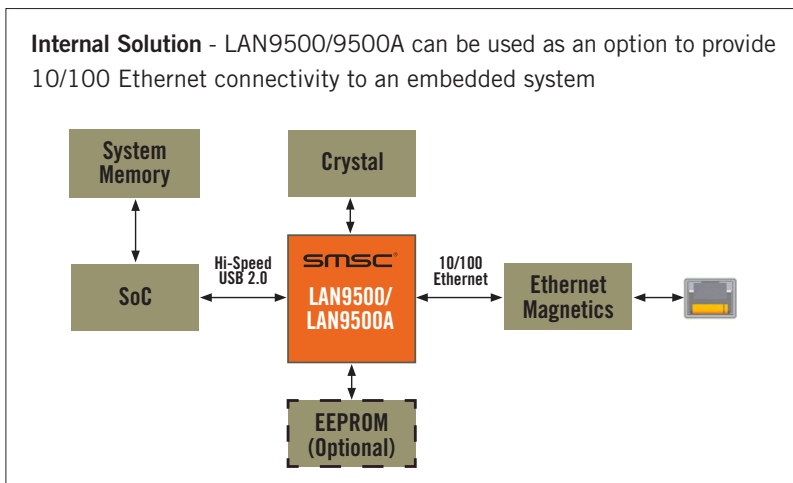 Internal Solution - LAN9500/9500A can be used as an option to provide
10/100 Ethernet connectivity to an embedded system
System
Memory
Crystal
SoC
Hi-Speed
USB 2.0
smsc®
LAN9500/
LAN9500A
10/100
Ethernet
Ethernet
Magnetics
EEPROM
(Optional)